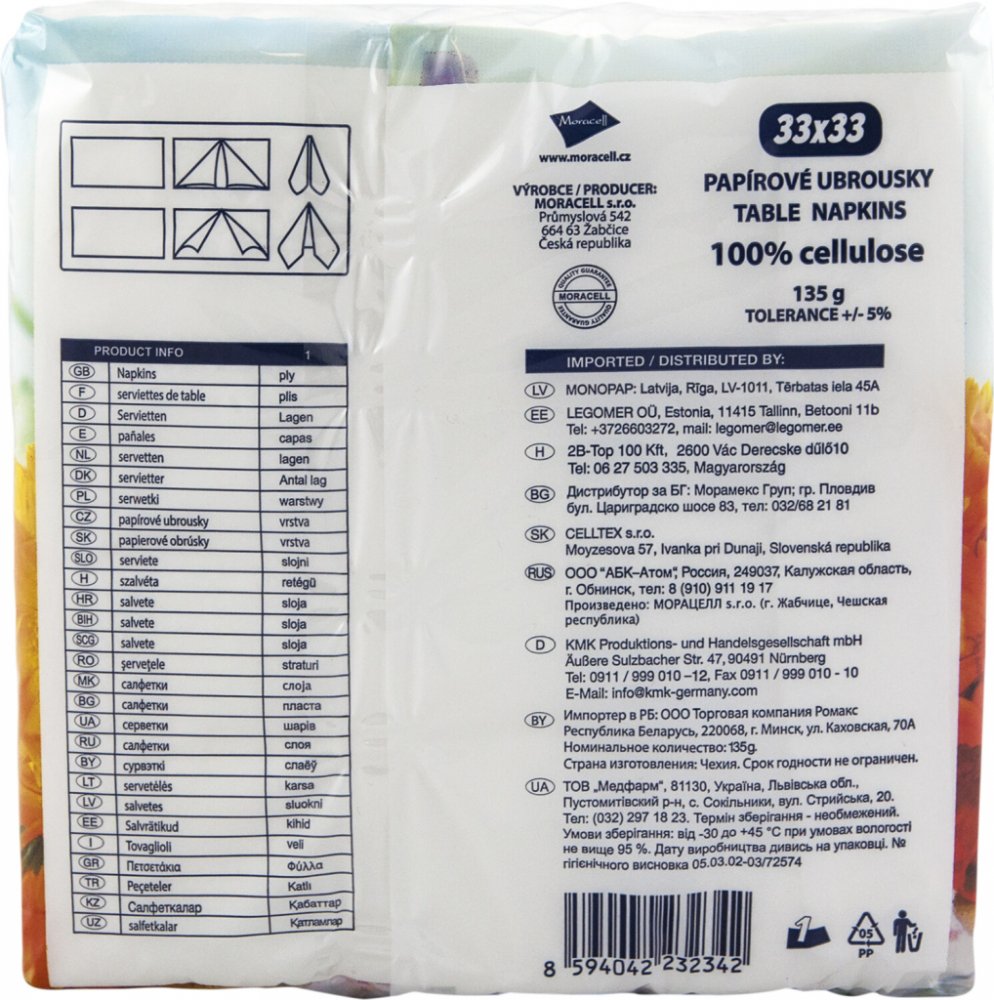 Moracell
www.moracell.cz
VÝROBCE / PRODUCER:
MORACELL s.r.o.
Průmyslová 542
664 63 Žabčice
Česká republika
QUALITY GUARANTEE
MORACELL
QUALITY GUARANTEE
33x33
PAPÍROVÉ UBROUSKY
TABLE NAPKINS
100% cellulose
135 g
TOLERANCE +/- 5%
PRODUCT INFO 1
GB Napkins ply
F serviettes de table plis
D Servietten Lagen
E pañales capas
NL servetten lagen
DK servietter Antal lag
PL serwetki warstwy
CZ papírové ubrousky vrstva
SK papierové obrúsky vrstva
SLO serviete slojni
H szalvéta retégű
HR salvete sloja
BIH salvete sloja
SCG salvete sloja
RO şerveţele straturi
MK салфетки слоја
BG салфетки пласта
UA серветки шарів
RU салфетки слоя
BY сурвэткі слаёў
LT servetėlės karsa
LV salvetes sluokni
EE Salvrätikud kihid
I Tovaglioli veli
GR Πετσετάκια Φύλλα
TR Peçeteler Katlı
KZ Салфеткалар Қабаттар
UZ salfetkalar Қатламлар
IMPORTED / DISTRIBUTED BY:
LV MONOPAP: Latvija, Rīga, LV-1011, Tērbatas iela 45A
EE LEGOMER OÜ, Estonia, 11415 Tallinn, Betooni 11b
Tel: +3726603272, mail: legomer@legomer.ee
H 2B-Top 100 Kft, 2600 Vác Derecske dűlő10
Tel: 06 27 503 335, Magyarország
BG Дистрибутор за БГ: Морамекс Груп; гр. Пловдив
бул. Цариградско шосе 83, тел: 032/68 21 81
SK CELLTEX s.r.o.
Moyzesova 57, Ivanka pri Dunaji, Slovenská republika
RUS ООО "АБК–Атом", Россия, 249037, Калужская область,
г. Обнинск, тел: 8 (910) 911 19 17
Произведено: МОРАЦЕЛЛ s.r.o. (г. Жабчице, Чешская
республика)
D KMK Produktions- und Handelsgesellschaft mbH
Äußere Sulzbacher Str. 47, 90491 Nürnberg
Tel: 0911 / 999 010 –12, Fax 0911 / 999 010 - 10
E-Mail: info@kmk-germany.com
BY Импортер в РБ: ООО Торговая компания Ромакс
Республика Беларусь, 220068, г. Минск, ул. Каховская, 70А
Номинальное количество: 135g.
Страна изготовления: Чехия. Срок годности не ограничен.
UA ТОВ „Медфарм", 81130, Україна, Львівська обл.,
Пустомитівский р-н, с. Сокільники, вул. Стрийська, 20.
Тел: (032) 297 18 23. Термін зберігання - необмежений.
Умови зберігання: від -30 до +45 °C при умовах вологості
не вище 95 %. Дату виробництва дивись на упаковці. №
гігієнічного висновка 05.03.02-03/72574
8 594042 232342
1
05
PP